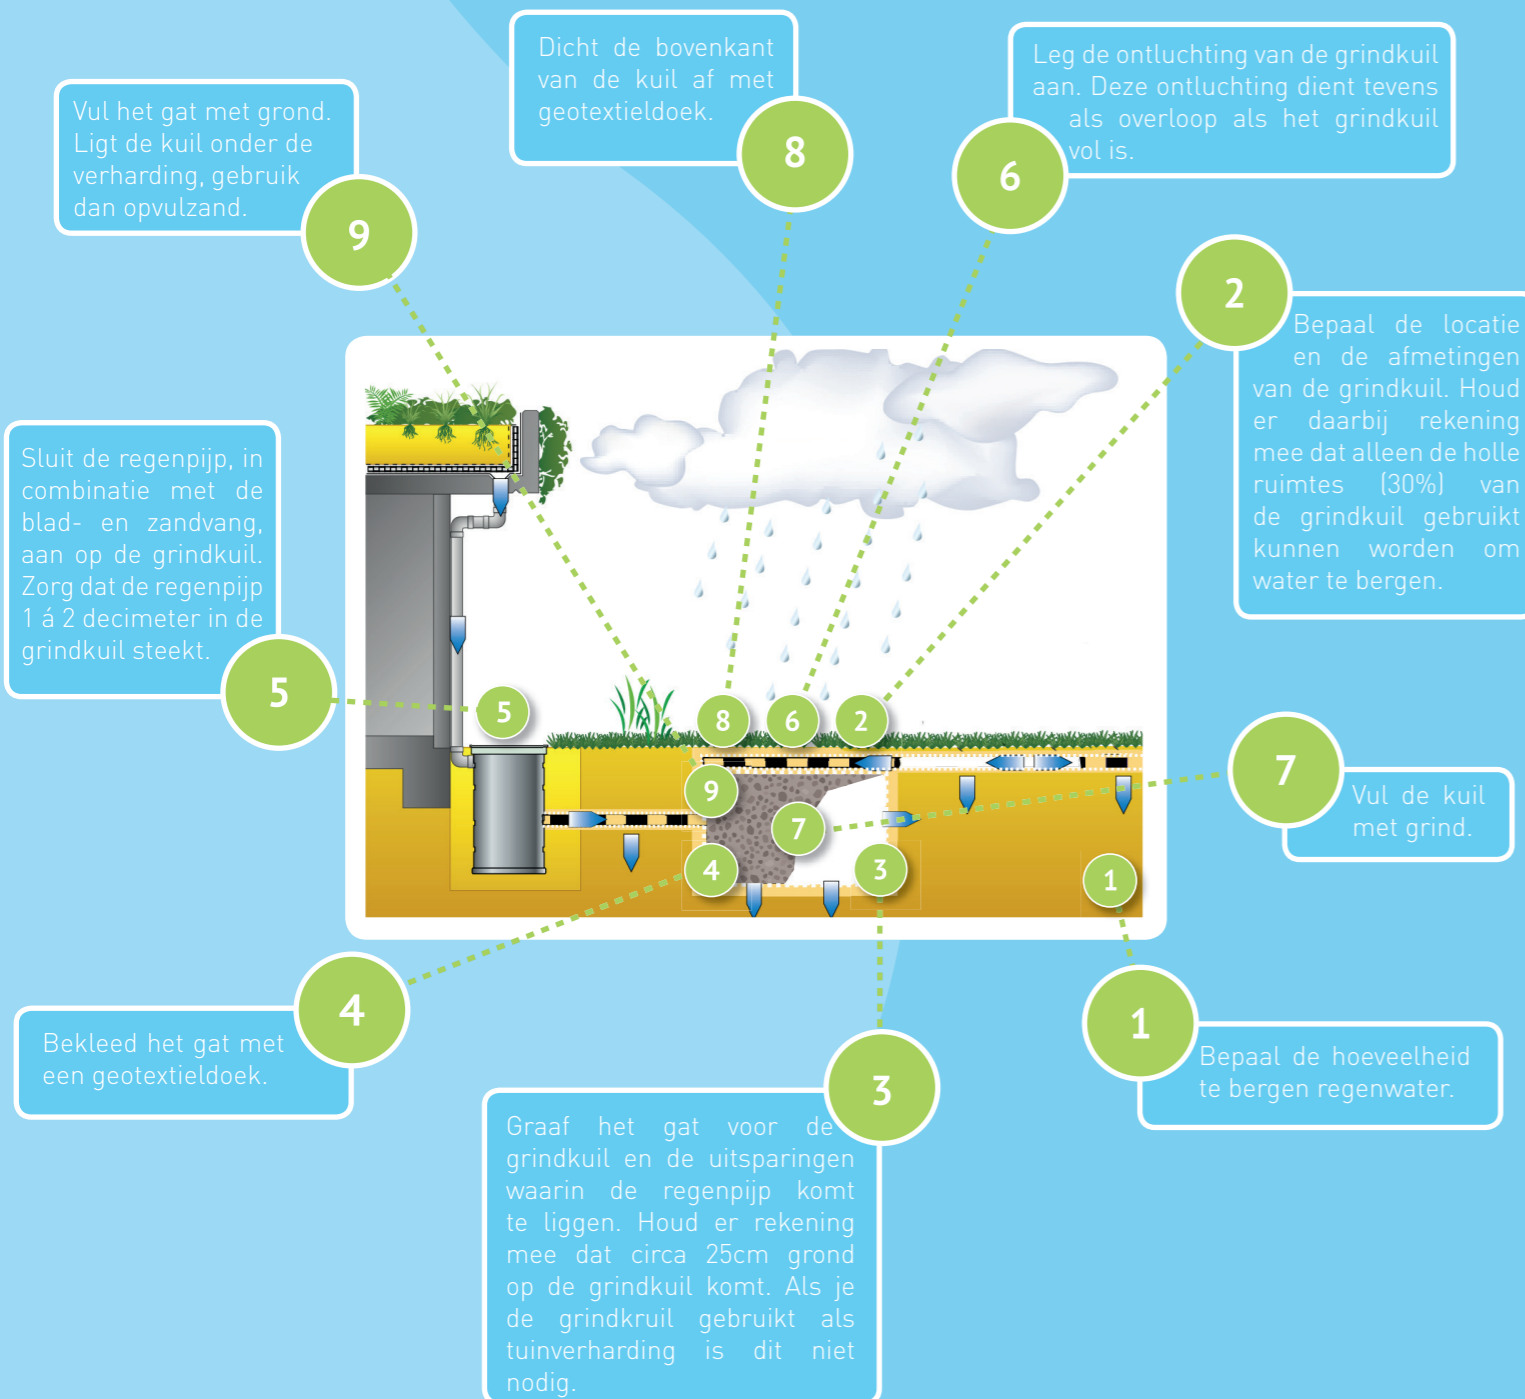 Dicht de bovenkant
van de kuil af met
geotextieldoek.
8
Leg de ontluchting van de grindkuil
aan. Deze ontluchting dient tevens
als overloop als het grindkuil
vol is.
6
Vul het gat met grond.
Ligt de kuil onder de
verharding, gebruik
dan opvulzand.
9
2
Bepaal de locatie
en de afmetingen
van de grindkuil. Houd
er daarbij rekening
mee dat alleen de holle
ruimtes (30%) van
de grindkuil gebruikt
kunnen worden om
water te bergen.
Sluit de regenpijp, in
combinatie met de
blad- en zandvang,
aan op de grindkuil.
Zorg dat de regenpijp
1 á 2 decimeter in de
grindkuil steekt.
5
5
8
6
2
9
7
4
3
1
7
Vul de kuil
met grind.
4
Bekleed het gat met
een geotextieldoek.
3
Graaf het gat voor de
grindkuil en de uitsparingen
waarin de regenpijp komt
te liggen. Houd er rekening
mee dat circa 25cm grond
op de grindkuil komt. Als je
de grindkruil gebruikt als
tuinverharding is dit niet
nodig.
1
Bepaal de hoeveelheid
te bergen regenwater.